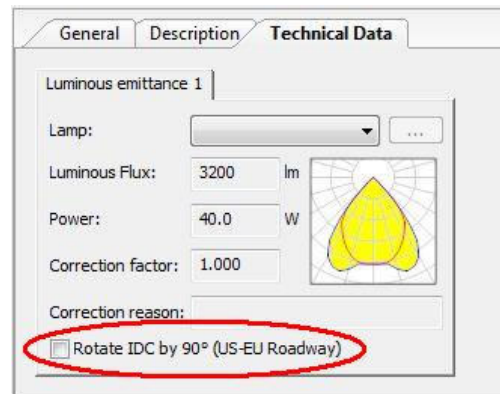 General Description Technical Data
Luminous emittance 1
Lamp: ...
Luminous Flux: 3200 lm
Power: 40.0 W
Correction factor: 1.000
Correction reason:
Rotate IDC by 90° (US-EU Roadway)